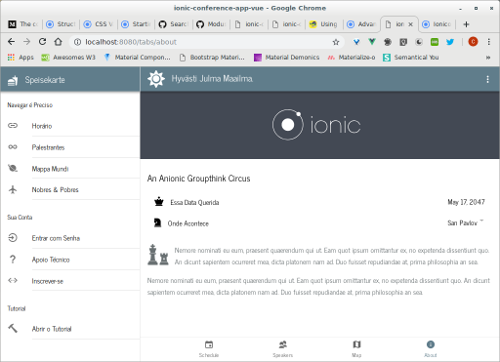 ionic-conference-app-vue - Google Chrome
The c
Struct
CSS V
Starti
Searc
Modu
ionic-
ionic-
Using
Advan
ion
Ionico
localhost:8080/tabs/about
Apps
Awesomes W3
Material Compon...
Bootstrap Materi...
Material Demonics
Materialize.is
Semantical You
Speisekarte
Hyvästi Julma Maailma
ionic
Navegar é Preciso
Horário
Palestrantes
Mappa Mundi
Nobres & Pobres
Sua Conta
Entrar com Senha
Apoio Técnico
Inscreve-se
Tutorial
Abrir o Tutorial
An Anionic Groupthink Circus
Essa Data Querida
May 17, 2047
Onde Acontece
San Pavlov
Nemore nominati eu eum, praesent quaerendum qui ut. Eam quot ipsum omittantur ex, no expetenda dissentiunt quo.
An dicunt sapientem ocurreret mea, dicta platonem nam ad. Duo fuisset repudiandae at, prima philosophia an sea.
Nemore nominati eu eum, praesent quaerendum qui ut. Eam quot ipsum omittantur ex, no expetenda dissentiunt quo. An dicunt
sapientem ocurreret mea, dicta platonem nam ad. Duo fuisset repudiandae at, prima philosophia an sea.
Schedule
Speakers
Map
About